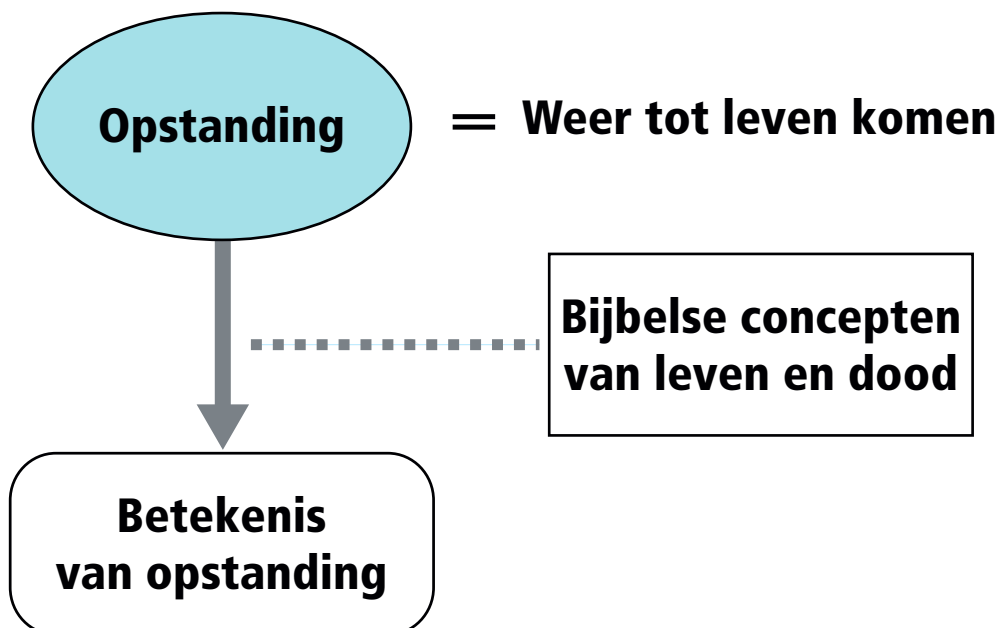 Opstanding
= Weer tot leven komen
Bijbelse concepten
van leven en dood
Betekenis
van opstanding